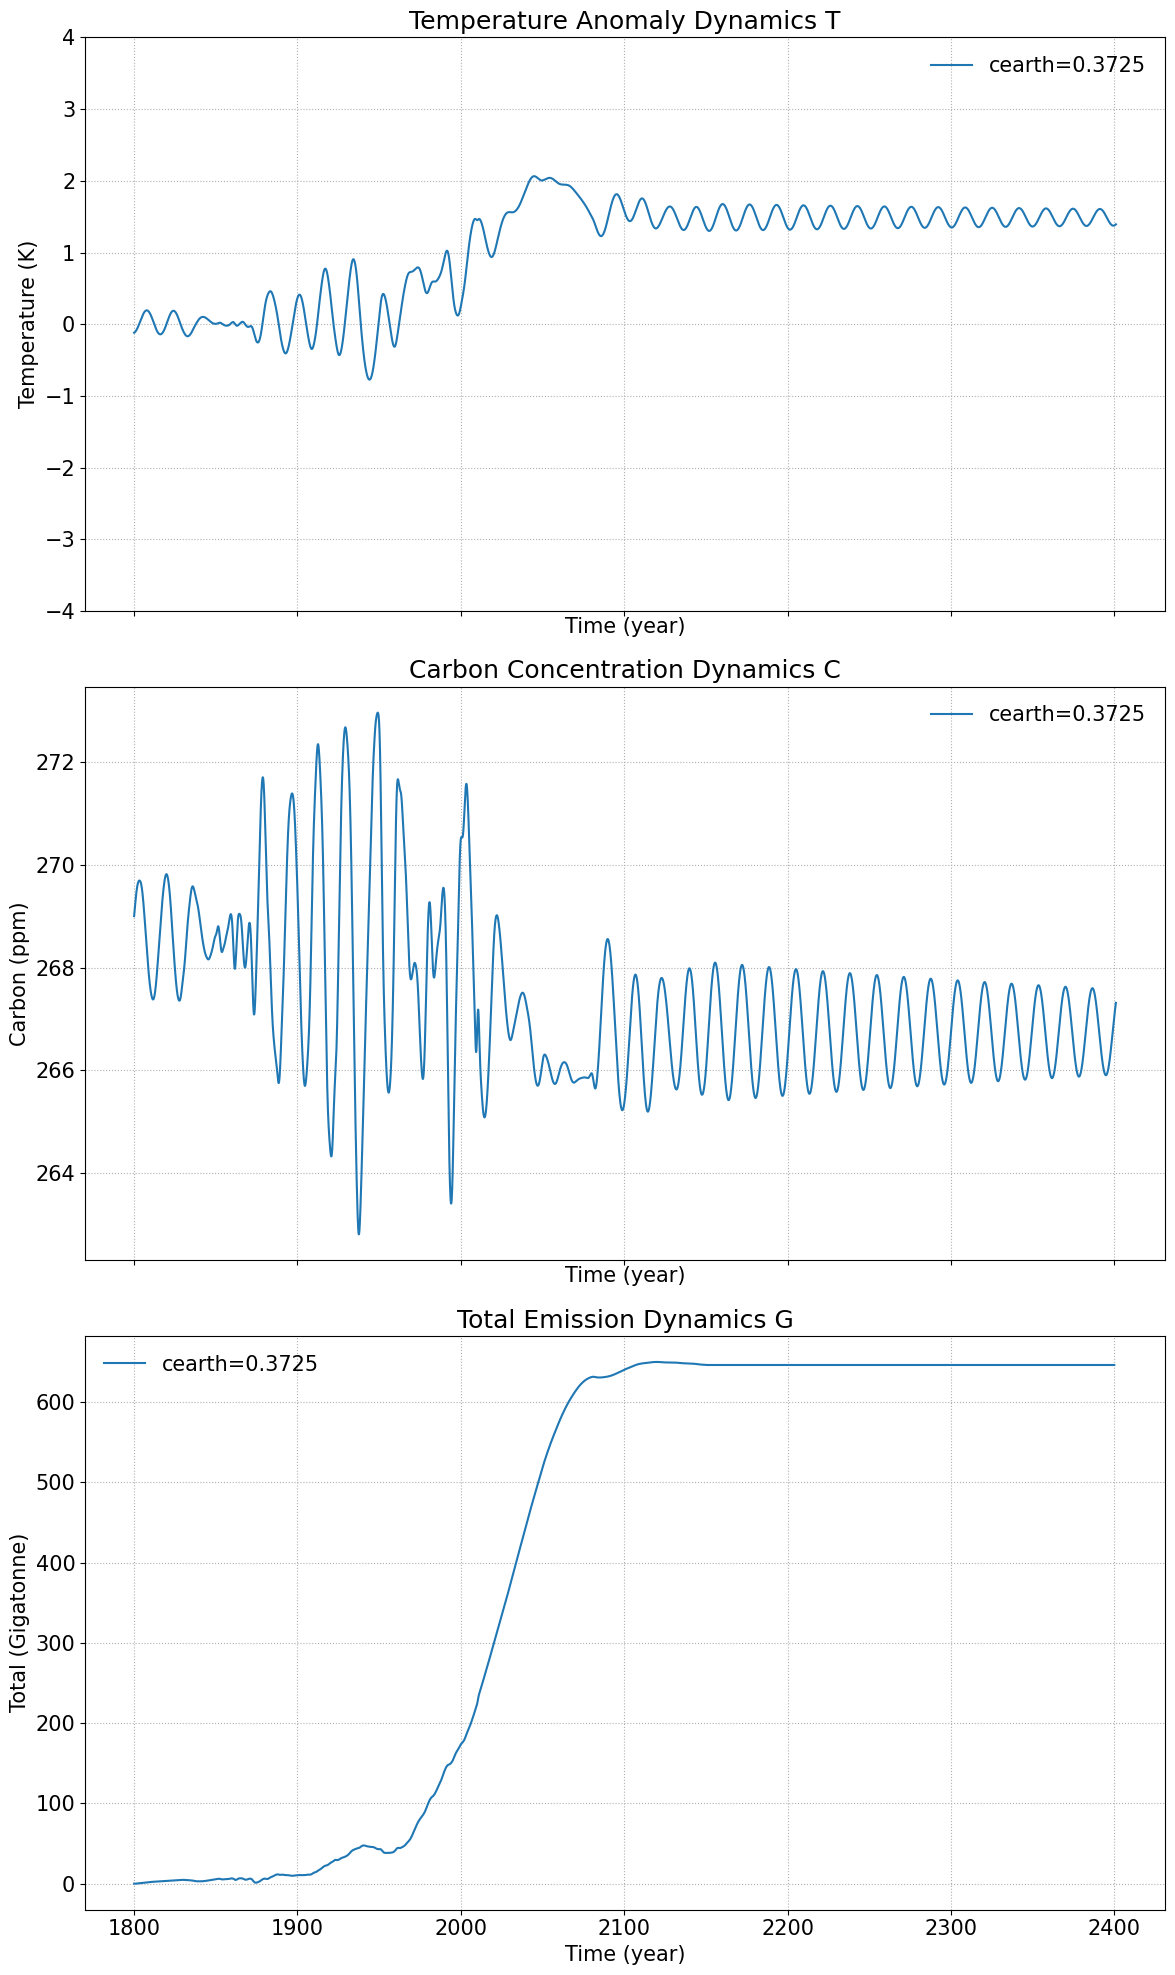 Temperature Anomaly Dynamics T
cearth=0.3725
4
3
2
1
0
−1
−2
−3
−4
Temperature (K)
Time (year)
Carbon Concentration Dynamics C
cearth=0.3725
272
270
268
266
264
Carbon (ppm)
Time (year)
Total Emission Dynamics G
cearth=0.3725
600
500
400
300
200
100
0
Total (Gigatonne)
1800 1900 2000 2100 2200 2300 2400
Time (year)